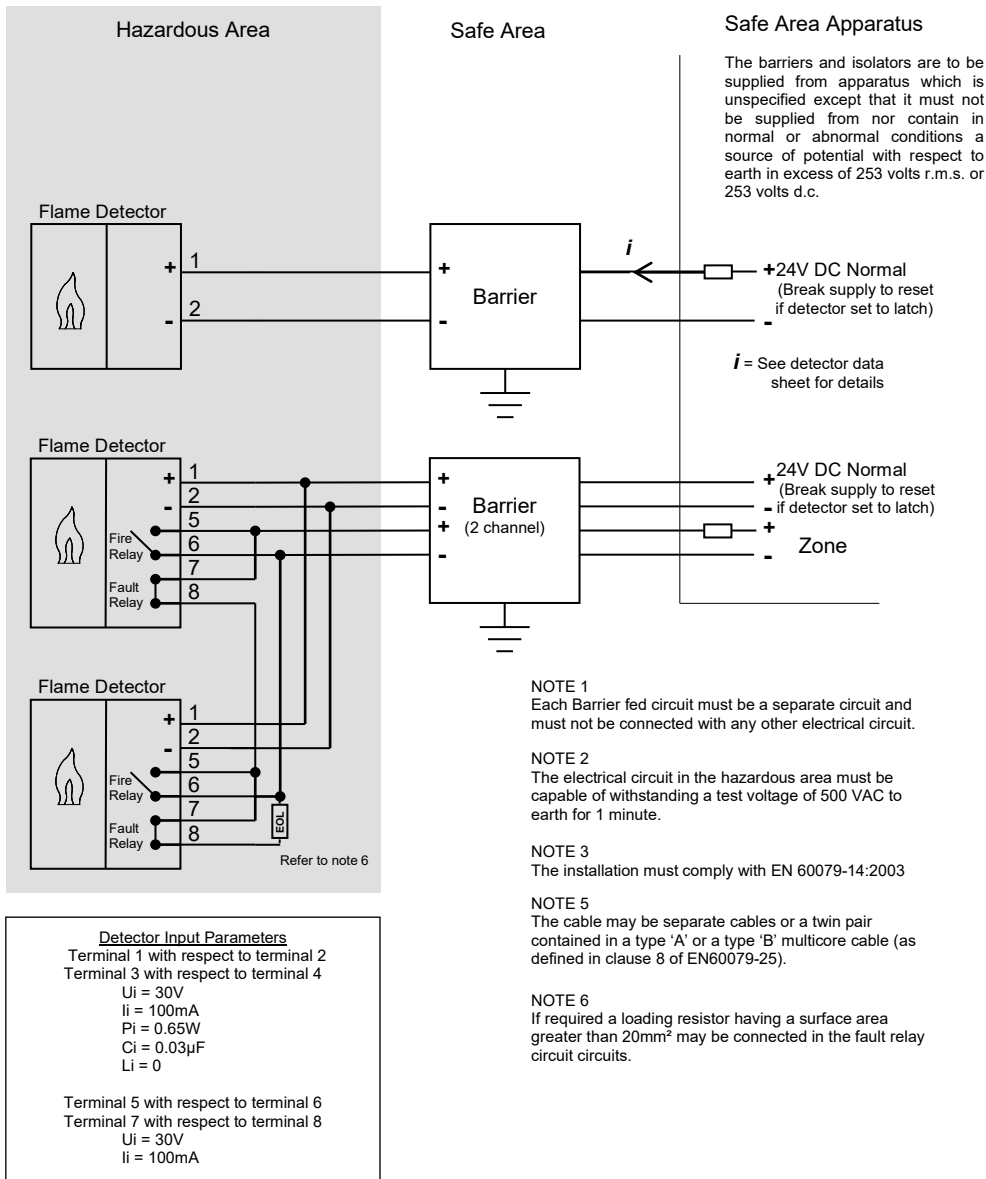 Hazardous Area
Safe Area
Safe Area Apparatus
The barriers and isolators are to be
supplied from apparatus which is
unspecified except that it must not
be supplied from nor contain in
normal or abnormal conditions a
source of potential with respect to
earth in excess of 253 volts r.m.s. or
253 volts d.c.
Flame Detector
+ 1
- 2
+
-
Barrier
i
+24V DC Normal
(Break supply to reset
if detector set to latch)
-
i = See detector data
sheet for details
Flame Detector
+ 1
- 2
5
Fire
Relay
6
7
Fault
Relay
8
+
-
+
-
Barrier
(2 channel)
+24V DC Normal
(Break supply to reset
- if detector set to latch)
+
Zone
-
Flame Detector
+ 1
- 2
5
Fire
Relay
6
7
Fault
Relay
8
EOL
Refer to note 6
NOTE 1
Each Barrier fed circuit must be a separate circuit and
must not be connected with any other electrical circuit.
NOTE 2
The electrical circuit in the hazardous area must be
capable of withstanding a test voltage of 500 VAC to
earth for 1 minute.
NOTE 3
The installation must comply with EN 60079-14:2003
NOTE 5
The cable may be separate cables or a twin pair
contained in a type ‘A’ or a type ‘B’ multicore cable (as
defined in clause 8 of EN60079-25).
NOTE 6
If required a loading resistor having a surface area
greater than 20mm² may be connected in the fault relay
circuit circuits.
Detector Input Parameters
Terminal 1 with respect to terminal 2
Terminal 3 with respect to terminal 4
Ui = 30V
Ii = 100mA
Pi = 0.65W
Ci = 0.03µF
Li = 0
Terminal 5 with respect to terminal 6
Terminal 7 with respect to terminal 8
Ui = 30V
Ii = 100mA